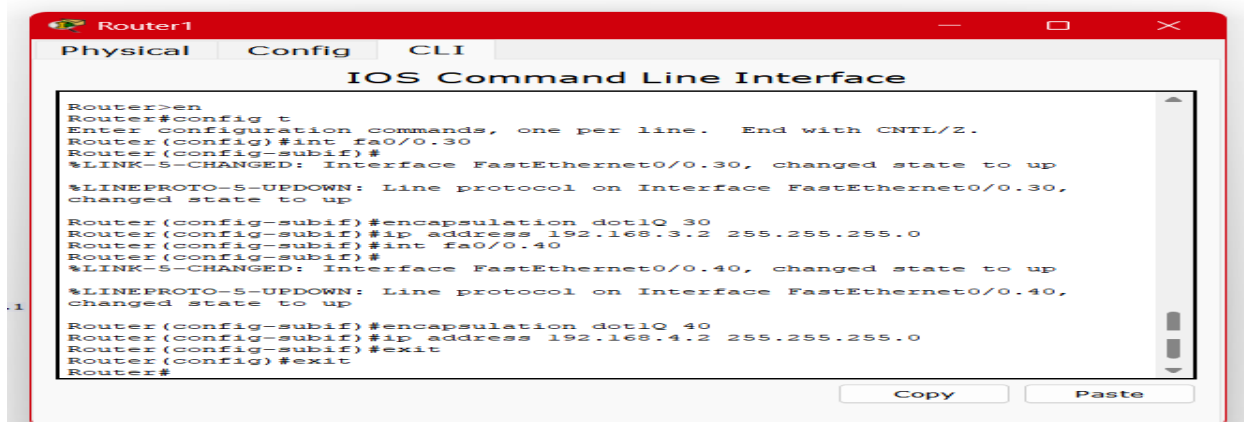 Router1
Physical Config CLI
IOS Command Line Interface
Router>en
Router#config t
Enter configuration commands, one per line. End with CNTL/Z.
Router(config)#int fa0/0.30
Router(config-subif)#
%LINK-5-CHANGED: Interface FastEthernet0/0.30, changed state to up
%LINEPROTO-5-UPDOWN: Line protocol on Interface FastEthernet0/0.30,
changed state to up
Router(config-subif)#encapsulation dot1Q 30
Router(config-subif)#ip address 192.168.3.2 255.255.255.0
Router(config-subif)#int fa0/0.40
Router(config-subif)#
%LINK-5-CHANGED: Interface FastEthernet0/0.40, changed state to up
%LINEPROTO-5-UPDOWN: Line protocol on Interface FastEthernet0/0.40,
changed state to up
Router(config-subif)#encapsulation dot1Q 40
Router(config-subif)#ip address 192.168.4.2 255.255.255.0
Router(config-subif)#exit
Router(config)#exit
Router#
Copy Paste